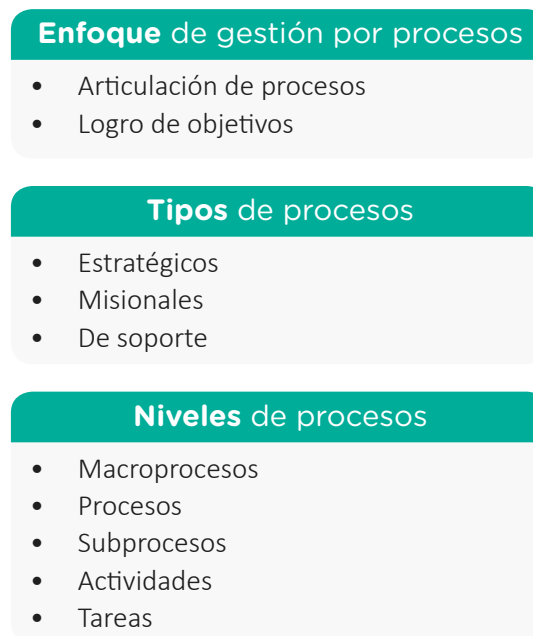 Enfoque de gestión por procesos
• Articulación de procesos
• Logro de objetivos
Tipos de procesos
• Estratégicos
• Misionales
• De soporte
Niveles de procesos
• Macroprocesos
• Procesos
• Subprocesos
• Actividades
• Tareas